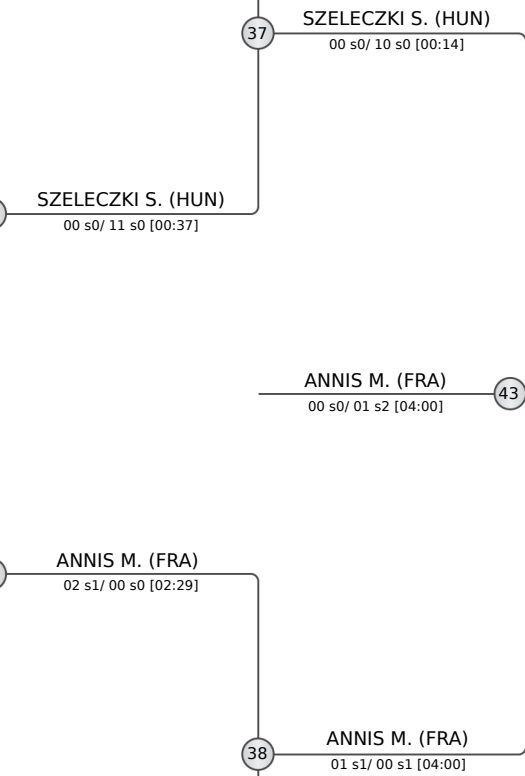 37
SZELECZKI S. (HUN)
00 s0/ 10 s0 [00:14]
SZELECZKI S. (HUN)
00 s0/ 11 s0 [00:37]
ANNIS M. (FRA)
00 s0/ 01 s2 [04:00]
43
ANNIS M. (FRA)
02 s1/ 00 s0 [02:29]
38
ANNIS M. (FRA)
01 s1/ 00 s1 [04:00]